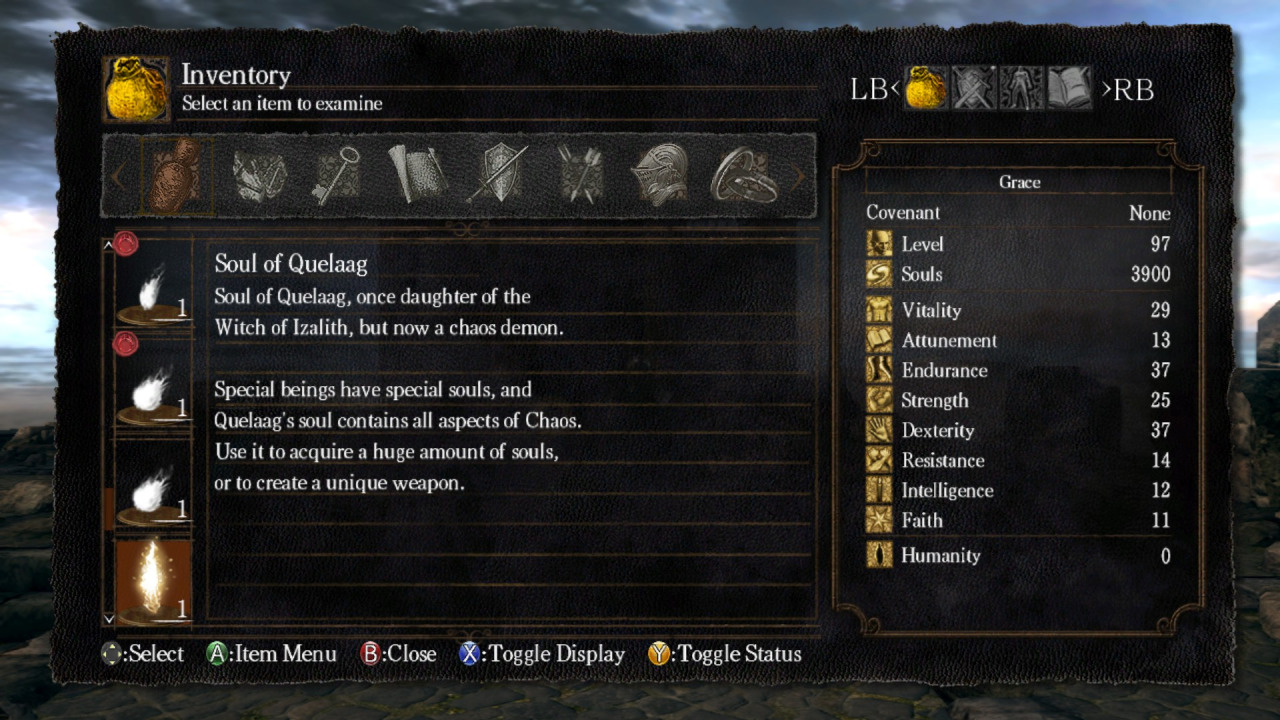 Inventory
Select an item to examine
LB
RB
Grace
Covenant None
Level 97
Souls 3900
Vitality 29
Attunement 13
Endurance 37
Strength 25
Dexterity 37
Resistance 14
Intelligence 12
Faith 11
Humanity 0
1
1
1
1
Soul of Quelaag
Soul of Quelaag, once daughter of the
Witch of Izalith, but now a chaos demon.
Special beings have special souls, and
Quelaag's soul contains all aspects of Chaos.
Use it to acquire a huge amount of souls,
or to create a unique weapon.
:Select A:Item Menu B:Close X:Toggle Display Y:Toggle Status